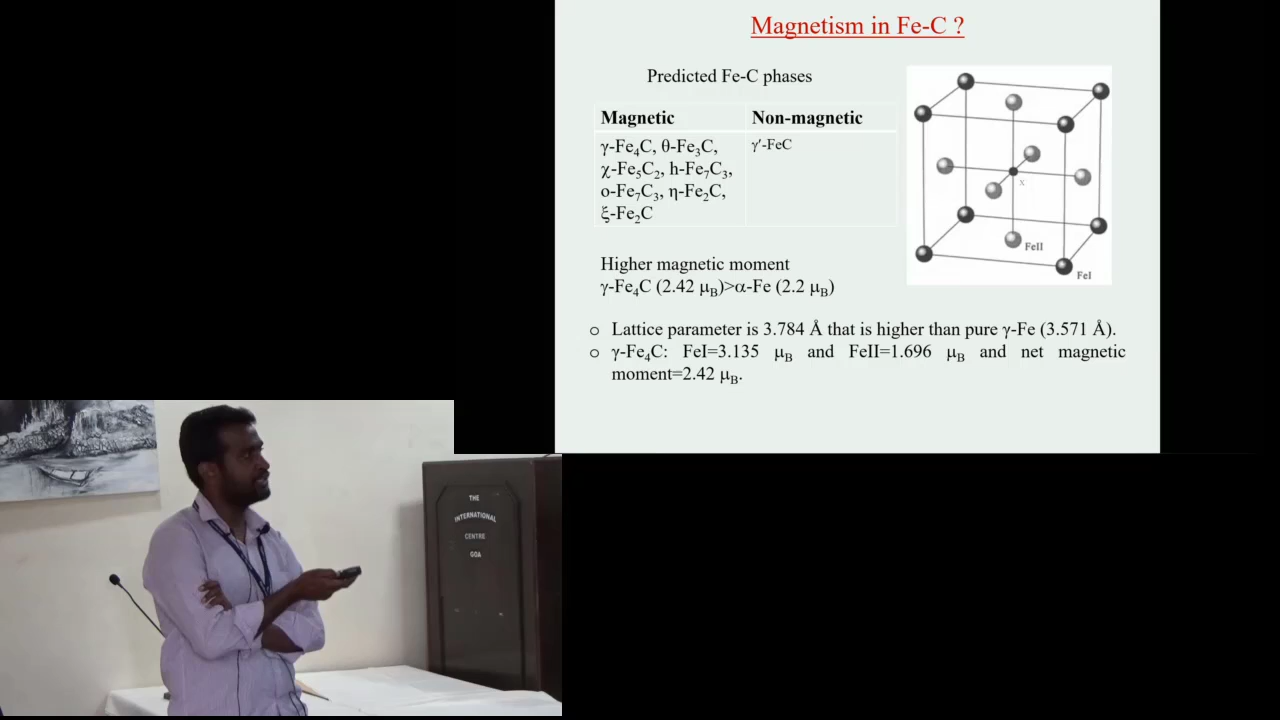 Magnetism in Fe-C ?
Predicted Fe-C phases
Magnetic
Non-magnetic
γ-Fe₄C, θ-Fe₃C,
χ-Fe₅C₂, h-Fe₇C₃,
o-Fe₇C₃, η-Fe₂C,
ξ-Fe₂C
γ′-FeC
X
FeII
FeI
Higher magnetic moment
γ-Fe₄C (2.42 μB)>α-Fe (2.2 μB)
o Lattice parameter is 3.784 Å that is higher than pure γ-Fe (3.571 Å).
o γ-Fe₄C: FeI=3.135 μB and FeII=1.696 μB and net magnetic
moment=2.42 μB.
THE
INTERNATIONAL
CENTRE
GOA